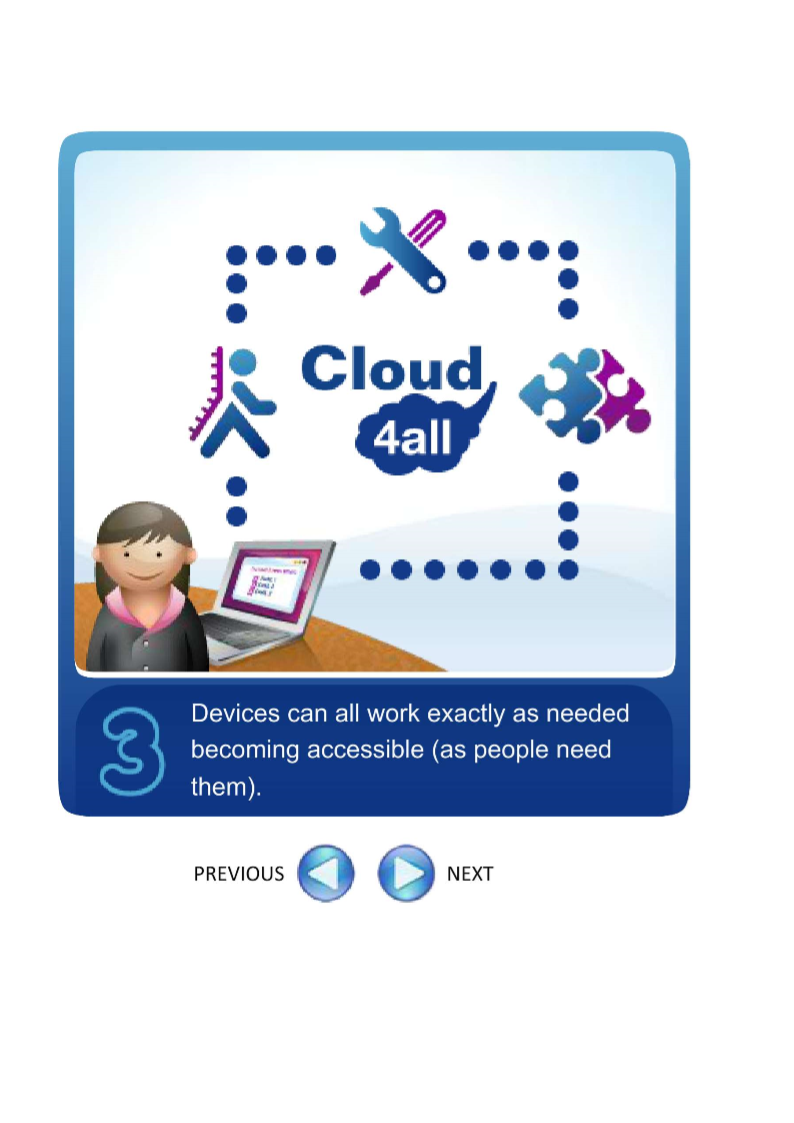 Cloud
4all
3
Devices can all work exactly as needed
becoming accessible (as people need
them).
PREVIOUS NEXT